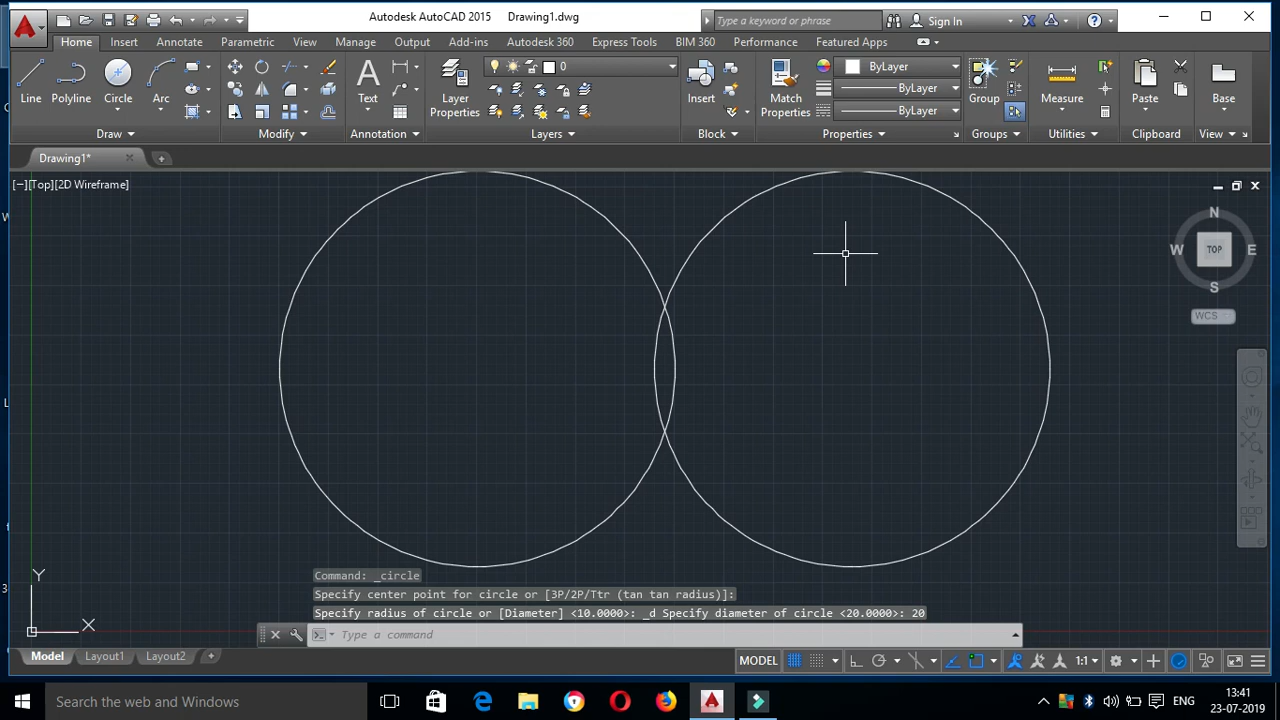 Autodesk AutoCAD 2015 Drawing1.dwg
Type a keyword or phrase
Sign In
Home Insert Annotate Parametric View Manage Output Add-ins Autodesk 360 Express Tools BIM 360 Performance Featured Apps
Line Polyline Circle Arc
Draw
Modify
Text
Annotation
Layer
Properties
0
Layers
Insert
Block
Match
Properties
ByLayer
ByLayer
ByLayer
Properties
Group
Groups
Measure
Utilities
Paste
Clipboard
Base
View
Drawing1*
[−][Top][2D Wireframe]
N
W TOP E
S
WCS
Y
X
Command: _circle
Specify center point for circle or [3P/2P/Ttr (tan tan radius)]:
Specify radius of circle or [Diameter] <10.0000>: _d Specify diameter of circle <20.0000>: 20
Type a command
Model Layout1 Layout2
MODEL
1:1
Search the web and Windows
ENG
13:41
23-07-2019